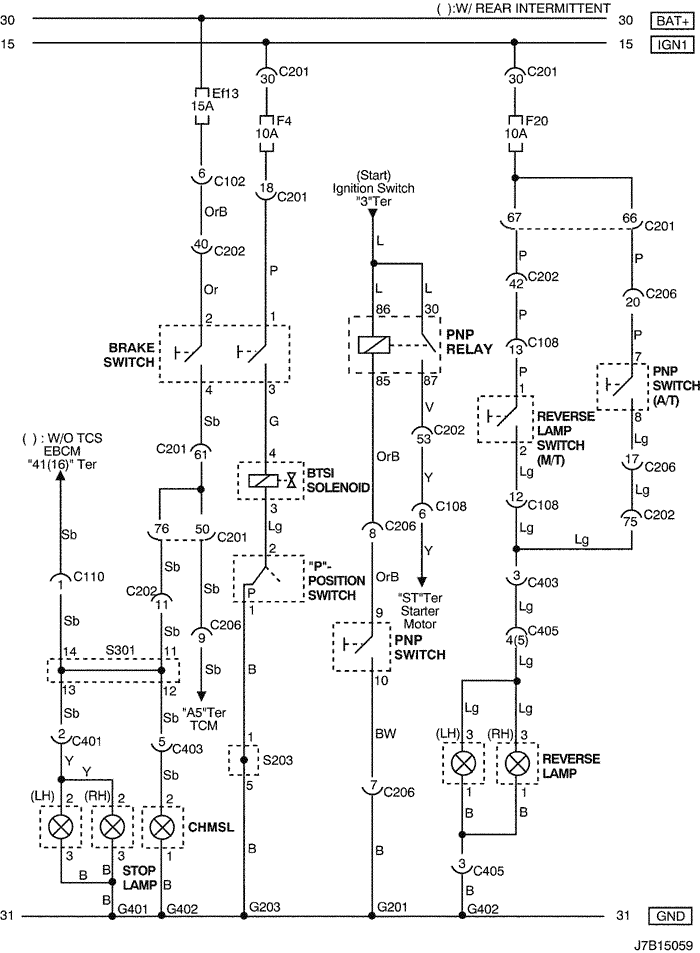 ( ):W/ REAR INTERMITTENT
30
30
BAT+
15
15
IGN1
C201
30
C201
30
Ef13
15A
F4
10A
F20
10A
6
C102
18
C201
(Start)
Ignition Switch
"3"Ter
OrB
67
66
C201
40
C202
L
P
P
P
Or
C202
42
C206
20
L
L
2
1
86
30
P
P
BRAKE
SWITCH
PNP
RELAY
13
C108
7
4
3
85
87
P
1
PNP
SWITCH
(A/T)
Sb
G
V
REVERSE
LAMP
SWITCH
(M/T)
8
( ) : W/O TCS
EBCM
"41(16)" Ter
C201
61
4
C202
53
2
Lg
BTSI
SOLENOID
OrB
Lg
17
C206
3
Y
12
C108
Lg
76
50
C201
Lg
8
C206
6
C108
75
C202
Sb
2
Lg
Lg
Sb
Sb
"P"-
POSITION
SWITCH
Y
C110
1
C202
11
P
OrB
3
C403
1
"ST"Ter
Starter
Motor
Lg
Sb
Sb
9
C206
9
4(5)
C405
14
S301
11
PNP
SWITCH
Lg
B
13
12
Sb
10
Sb
Sb
"A5"Ter
TCM
Lg
Lg
2
C401
5
C403
1
BW
(LH)
3
(RH)
3
S203
REVERSE
LAMP
Y
Y
Sb
5
7
C206
1
1
(LH)
2
(RH)
2
2
B
B
CHMSL
3
3
1
B
B
3
C405
B
B
STOP
LAMP
B
B
B
G401
G402
G203
G201
G402
31
31
GND
J7B15059